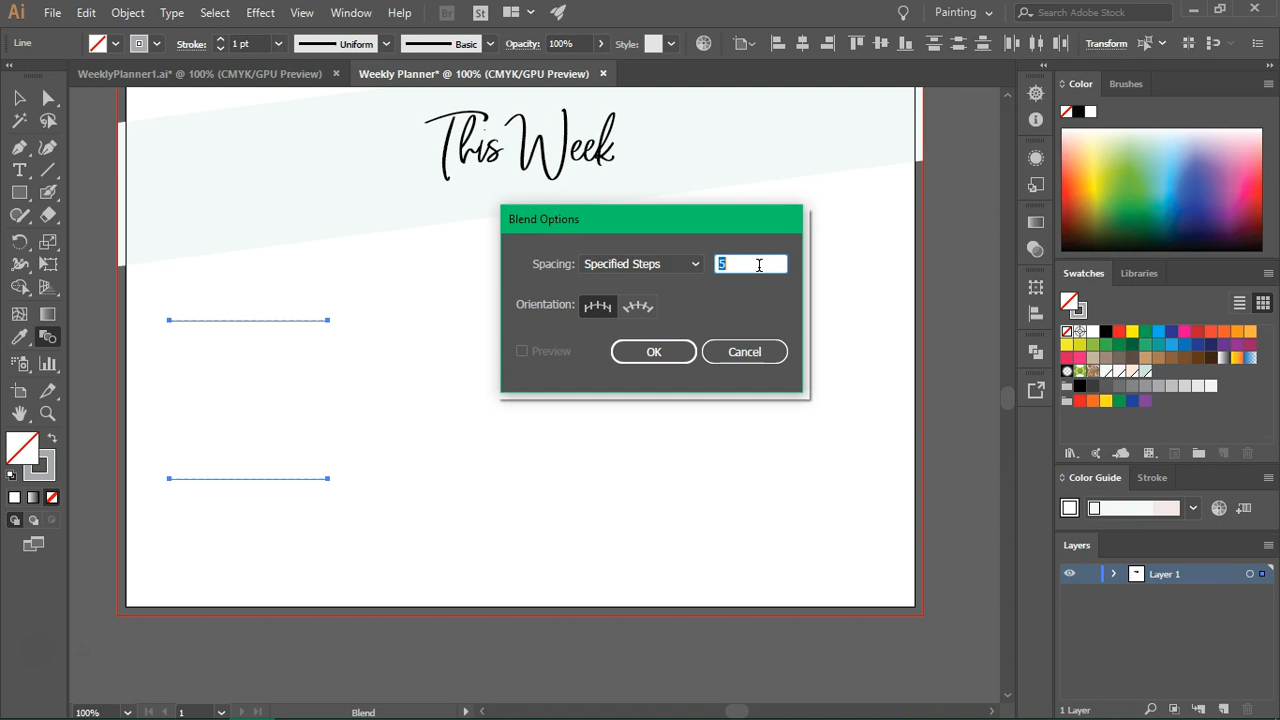 Ai File Edit Object Type Select Effect View Window Help Br St Painting Search Adobe Stock
Line Stroke: 1 pt Uniform Basic Opacity: 100% Style: Transform
WeeklyPlanner1.ai* @ 100% (CMYK/GPU Preview) Weekly Planner* @ 100% (CMYK/GPU Preview)
Color Brushes
This Week
Blend Options
Spacing: Specified Steps 5
Orientation:
Preview OK Cancel
Swatches Libraries
Color Guide Stroke
Layers
Layer 1
1 Layer
100% 1 Blend